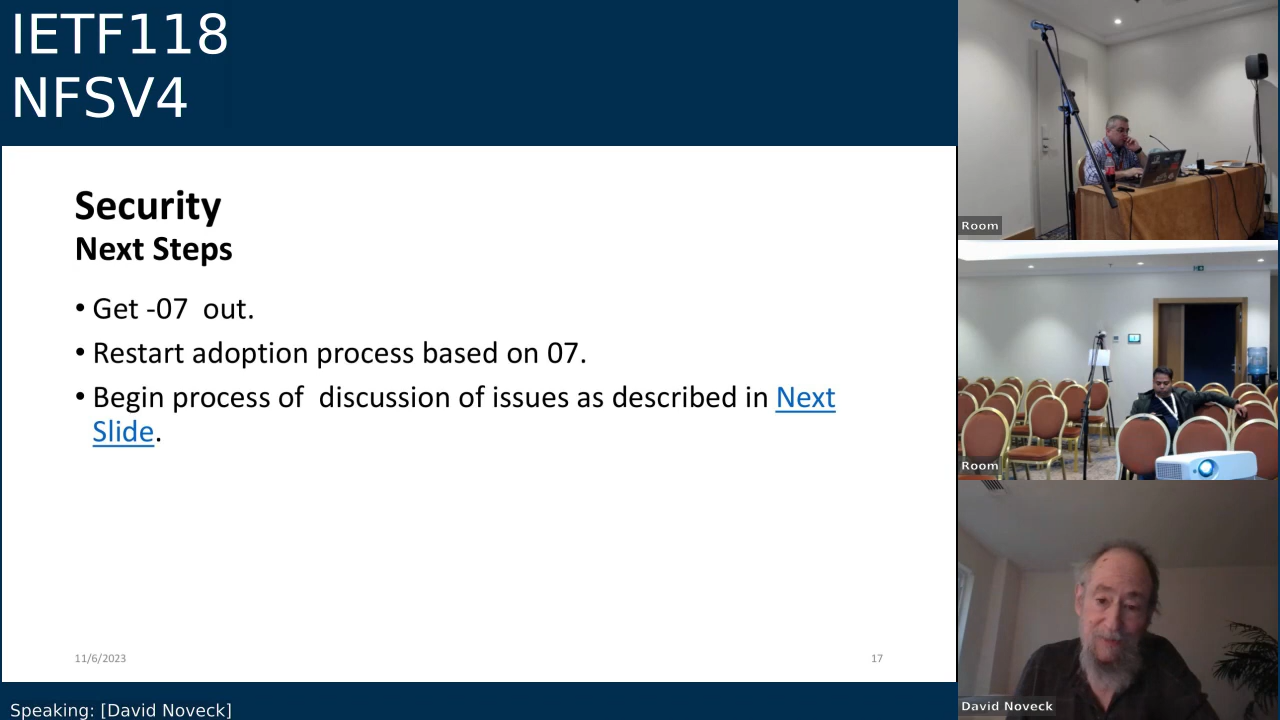 IETF118
NFSV4
Security
Next Steps
• Get -07  out.
• Restart adoption process based on 07.
• Begin process of  discussion of issues as described in Next
Slide.
11/6/2023
17
Speaking: [David Noveck]
Room
Room
David Noveck